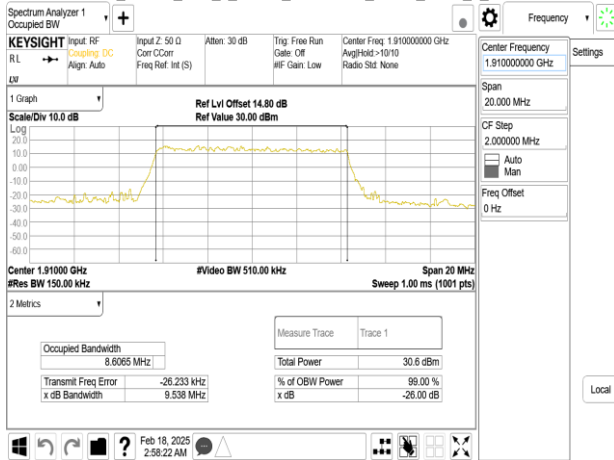 Spectrum Analyzer 1
Occupied BW
+
Frequency
KEYSIGHT
Input: RF
Coupling: DC
Align: Auto
Input Z: 50 Ω
Corr CCorr
Freq Ref: Int (S)
Atten: 30 dB
Trig: Free Run
Gate: Off
#IF Gain: Low
Center Freq: 1.910000000 GHz
Avg|Hold:>10/10
Radio Std: None
RL
LXI
Center Frequency
1.910000000 GHz
Settings
Span
20.000 MHz
CF Step
2.000000 MHz
Auto
Man
Freq Offset
0 Hz
1 Graph
Scale/Div 10.0 dB
Ref Lvl Offset 14.80 dB
Ref Value 30.00 dBm
Log
20.0
10.0
0.00
-10.0
-20.0
-30.0
-40.0
-50.0
-60.0
Center 1.91000 GHz
#Video BW 510.00 kHz
Span 20 MHz
#Res BW 150.00 kHz
Sweep 1.00 ms (1001 pts)
2 Metrics
Measure Trace
Trace 1
Occupied Bandwidth
8.6065 MHz
Total Power
30.6 dBm
Transmit Freq Error
-26.233 kHz
% of OBW Power
99.00 %
x dB Bandwidth
9.538 MHz
x dB
-26.00 dB
Local
?
Feb 18, 2025
2:58:22 AM